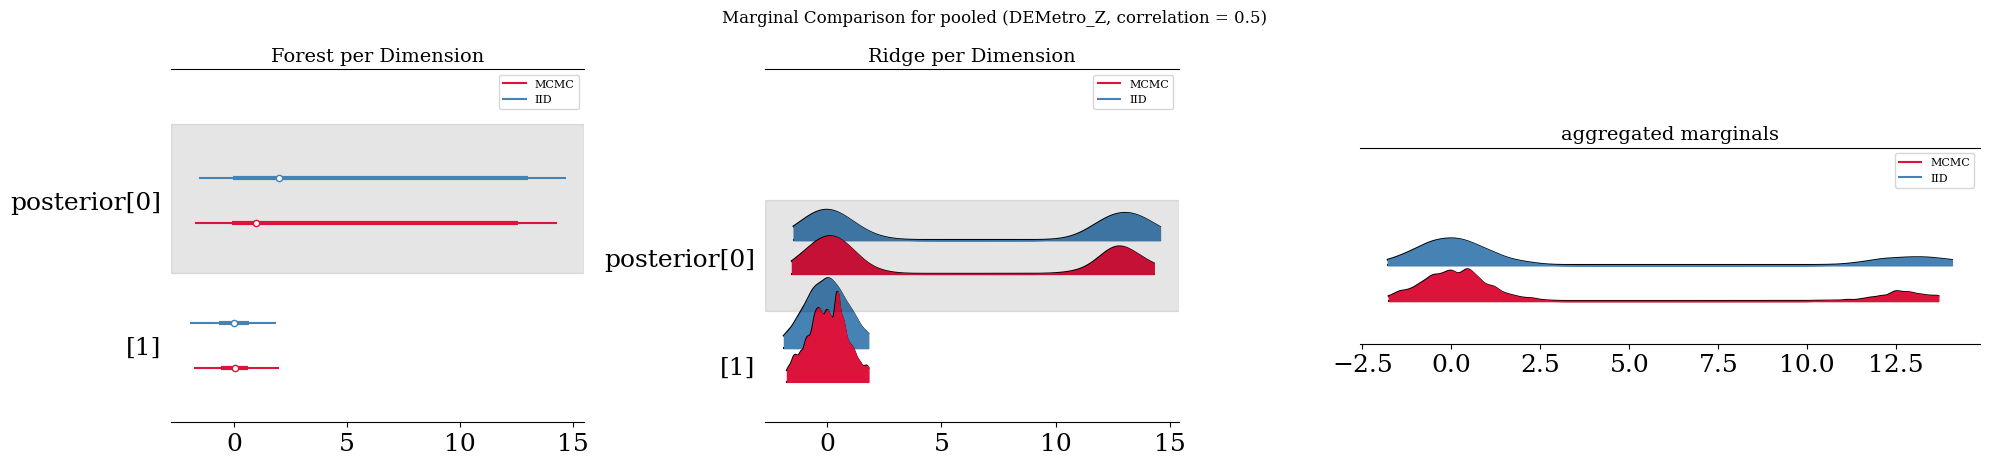 Marginal Comparison for pooled (DEMetro_Z, correlation = 0.5)
Forest per Dimension
MCMC
IID
posterior[0]
[1]
0 5 10 15
Ridge per Dimension
MCMC
IID
posterior[0]
[1]
0 5 10 15
aggregated marginals
MCMC
IID
−2.5 0.0 2.5 5.0 7.5 10.0 12.5